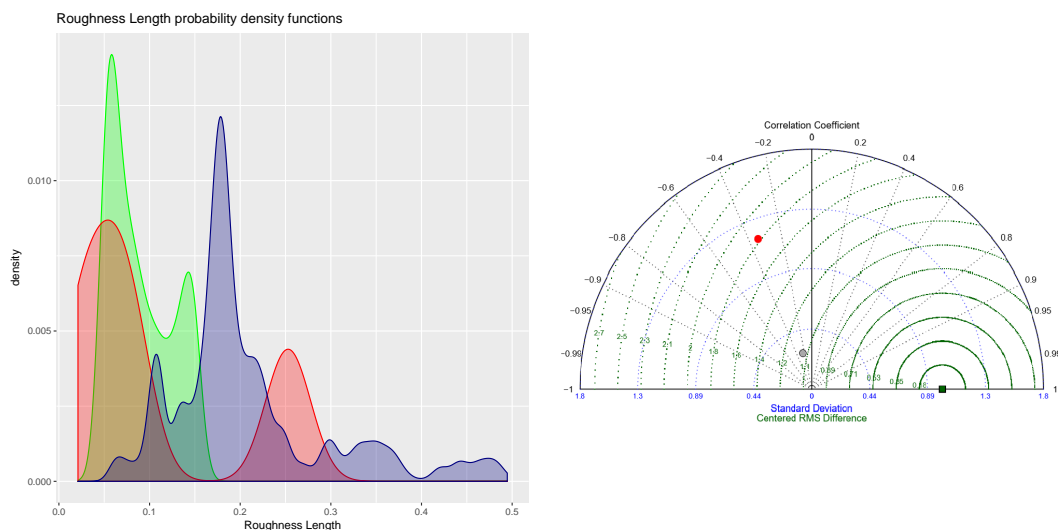 Roughness Length probability density functions
density
0.010
0.005
0.000
0.0 0.1 0.2 0.3 0.4 0.5
Roughness Length
Correlation Coefficient
0
−0.2 0.2
−0.4 0.4
−0.6 0.6
−0.8 0.8
−0.9 0.9
−0.95 0.95
−0.99 0.99
−1 1
2.7 2.5 2.3 2.1 2 1.8 1.6 1.4 1.2 1.1 0.89 0.71 0.53 0.35 0.18
1.8 1.3 0.89 0.44 0 0.44 0.89 1.3 1.8
Standard Deviation
Centered RMS Difference